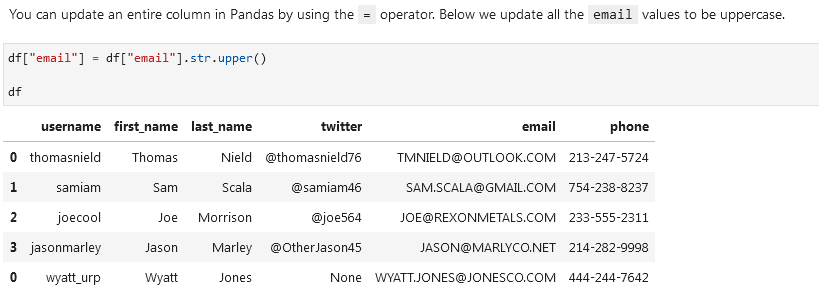 You can update an entire column in Pandas by using the = operator. Below we update all the email values to be uppercase.
df["email"] = df["email"].str.upper()
df
username first_name last_name twitter email phone
0 thomasnield Thomas Nield @thomasnield76 TMNIELD@OUTLOOK.COM 213-247-5724
1 samiam Sam Scala @samiam46 SAM.SCALA@GMAIL.COM 754-238-8237
2 joecool Joe Morrison @joe564 JOE@REXONMETALS.COM 233-555-2311
3 jasonmarley Jason Marley @OtherJason45 JASON@MARLYCO.NET 214-282-9998
0 wyatt_urp Wyatt Jones None WYATT.JONES@JONESCO.COM 444-244-7642